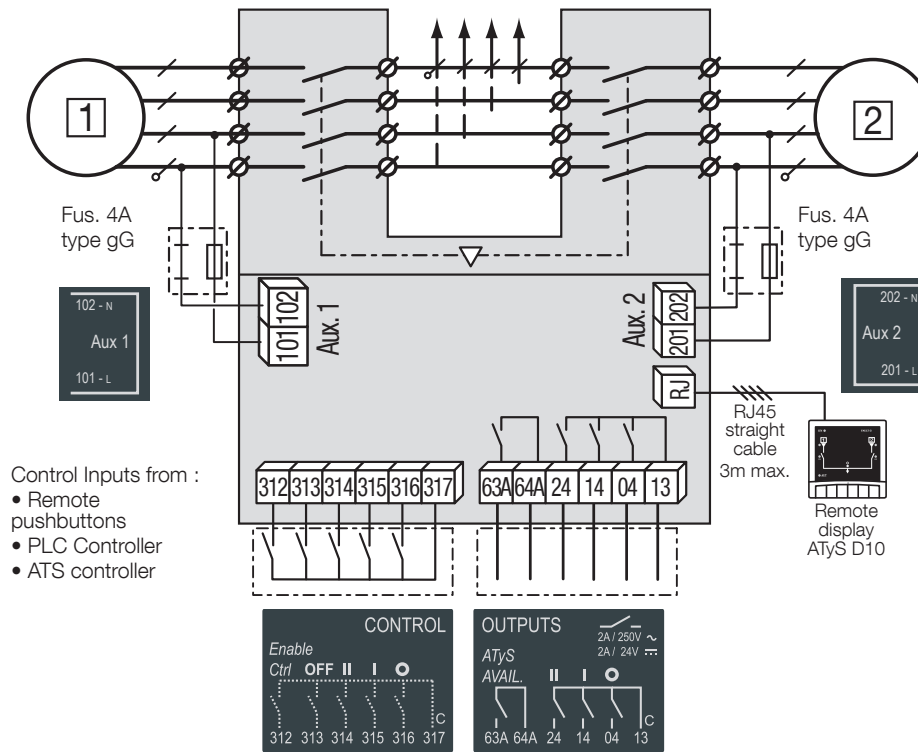 1
2
Fus. 4A
type gG
Fus. 4A
type gG
102 - N
Aux 1
101 - L
102
101
Aux. 1
Aux. 2
202
201
202 - N
Aux 2
201 - L
RJ
RJ45
straight
cable
3m max.
Remote
display
ATyS D10
Control Inputs from :
• Remote
pushbuttons
• PLC Controller
• ATS controller
312 313 314 315 316 317
63A 64A 24 14 04 13
CONTROL
Enable
Ctrl OFF II I O
C
312 313 314 315 316 317
OUTPUTS
2A / 250V ~
2A / 24V ⎓
ATyS
AVAIL. II I O
C
63A 64A 24 14 04 13